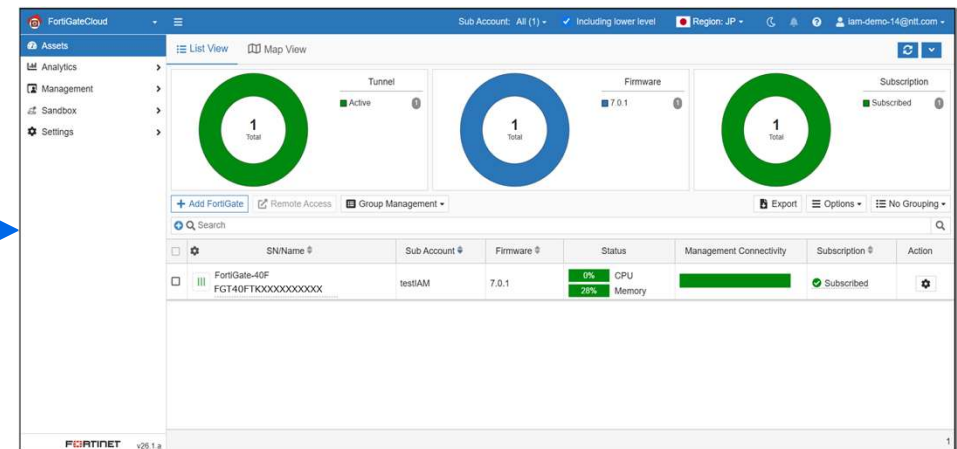 FortiGateCloud
Sub Account: All (1)
Including lower level
Region: JP
iam-demo-14@ntt.com
Assets
Analytics
Management
Sandbox
Settings
List View
Map View
Tunnel
Active 1
1
Total
Firmware
7.0.1 1
1
Total
Subscription
Subscribed 1
1
Total
Add FortiGate
Remote Access
Group Management
Export
Options
No Grouping
Search
SN/Name Sub Account Firmware Status Management Connectivity Subscription Action
FortiGate-40F
FGT40FTKXXXXXXXXXX
testIAM
7.0.1
0% CPU
28% Memory
Subscribed
FORTINET v26.1.a
1